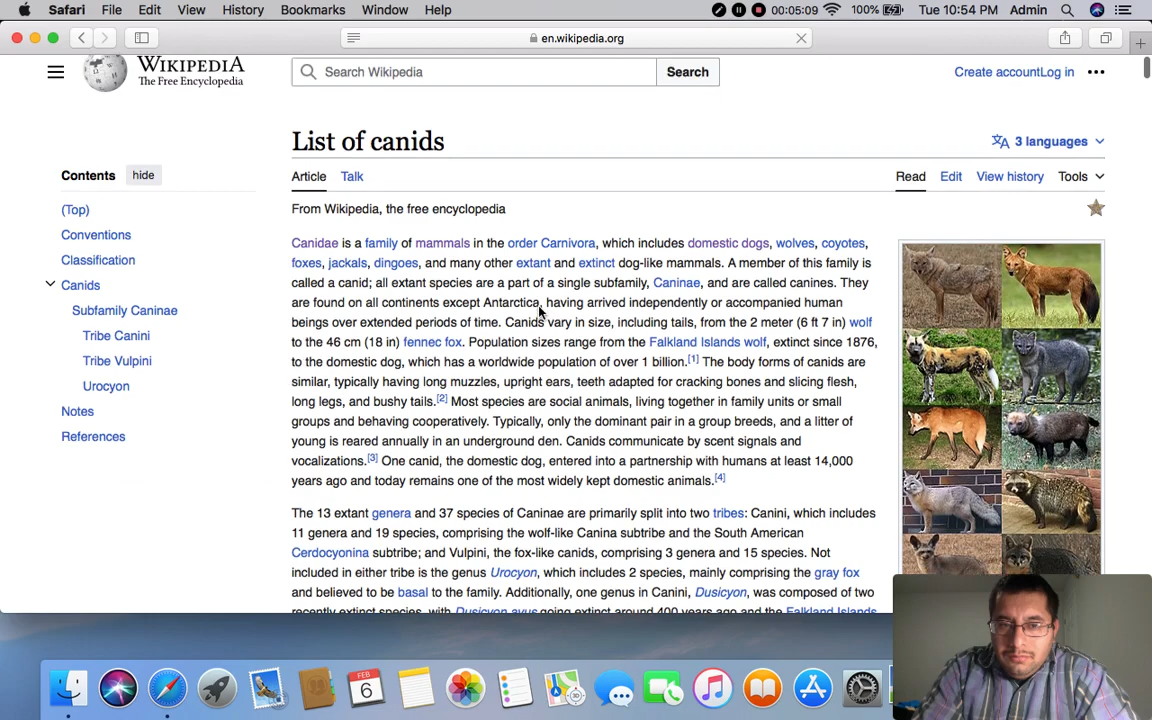 Safari File Edit View History Bookmarks Window Help 00:05:09 100% Tue 10:54 PM Admin
en.wikipedia.org
WIKIPEDIA
The Free Encyclopedia
Search Wikipedia Search
Create account Log in
List of canids
3 languages
Contents hide
Article Talk
Read Edit View history Tools
(Top)
From Wikipedia, the free encyclopedia
Conventions
Classification
Canids
Subfamily Caninae
Tribe Canini
Tribe Vulpini
Urocyon
Notes
References
Canidae is a family of mammals in the order Carnivora, which includes domestic dogs, wolves, coyotes,
foxes, jackals, dingoes, and many other extant and extinct dog-like mammals. A member of this family is
called a canid; all extant species are a part of a single subfamily, Caninae, and are called canines. They
are found on all continents except Antarctica, having arrived independently or accompanied human
beings over extended periods of time. Canids vary in size, including tails, from the 2 meter (6 ft 7 in) wolf
to the 46 cm (18 in) fennec fox. Population sizes range from the Falkland Islands wolf, extinct since 1876,
to the domestic dog, which has a worldwide population of over 1 billion.[1] The body forms of canids are
similar, typically having long muzzles, upright ears, teeth adapted for cracking bones and slicing flesh,
long legs, and bushy tails.[2] Most species are social animals, living together in family units or small
groups and behaving cooperatively. Typically, only the dominant pair in a group breeds, and a litter of
young is reared annually in an underground den. Canids communicate by scent signals and
vocalizations.[3] One canid, the domestic dog, entered into a partnership with humans at least 14,000
years ago and today remains one of the most widely kept domestic animals.[4]
The 13 extant genera and 37 species of Caninae are primarily split into two tribes: Canini, which includes
11 genera and 19 species, comprising the wolf-like Canina subtribe and the South American
Cerdocyonina subtribe; and Vulpini, the fox-like canids, comprising 3 genera and 15 species. Not
included in either tribe is the genus Urocyon, which includes 2 species, mainly comprising the gray fox
and believed to be basal to the family. Additionally, one genus in Canini, Dusicyon, was composed of two
recently extinct species, with Dusicyon avus going extinct around 400 years ago and the Falkland Islands
FEB
6